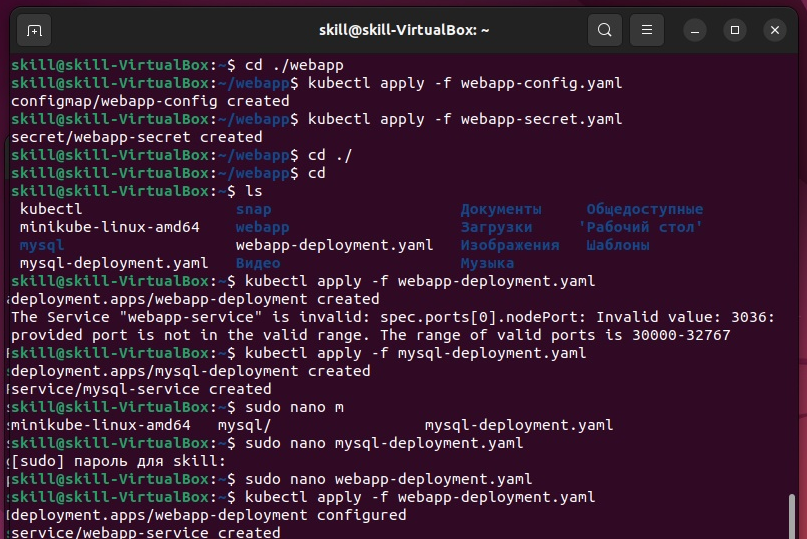 skill@skill-VirtualBox: ~
skill@skill-VirtualBox:~$ cd ./webapp
skill@skill-VirtualBox:~/webapp$ kubectl apply -f webapp-config.yaml
configmap/webapp-config created
skill@skill-VirtualBox:~/webapp$ kubectl apply -f webapp-secret.yaml
secret/webapp-secret created
skill@skill-VirtualBox:~/webapp$ cd ./
skill@skill-VirtualBox:~/webapp$ cd
skill@skill-VirtualBox:~$ ls
kubectl snap Документы Общедоступные
minikube-linux-amd64 webapp Загрузки 'Рабочий стол'
mysql webapp-deployment.yaml Изображения Шаблоны
mysql-deployment.yaml Видео Музыка
skill@skill-VirtualBox:~$ kubectl apply -f webapp-deployment.yaml
deployment.apps/webapp-deployment created
The Service "webapp-service" is invalid: spec.ports[0].nodePort: Invalid value: 3036:
provided port is not in the valid range. The range of valid ports is 30000-32767
skill@skill-VirtualBox:~$ kubectl apply -f mysql-deployment.yaml
deployment.apps/mysql-deployment created
service/mysql-service created
skill@skill-VirtualBox:~$ sudo nano m
minikube-linux-amd64 mysql/ mysql-deployment.yaml
skill@skill-VirtualBox:~$ sudo nano mysql-deployment.yaml
[sudo] пароль для skill:
skill@skill-VirtualBox:~$ sudo nano webapp-deployment.yaml
skill@skill-VirtualBox:~$ kubectl apply -f webapp-deployment.yaml
deployment.apps/webapp-deployment configured
service/webapp-service created